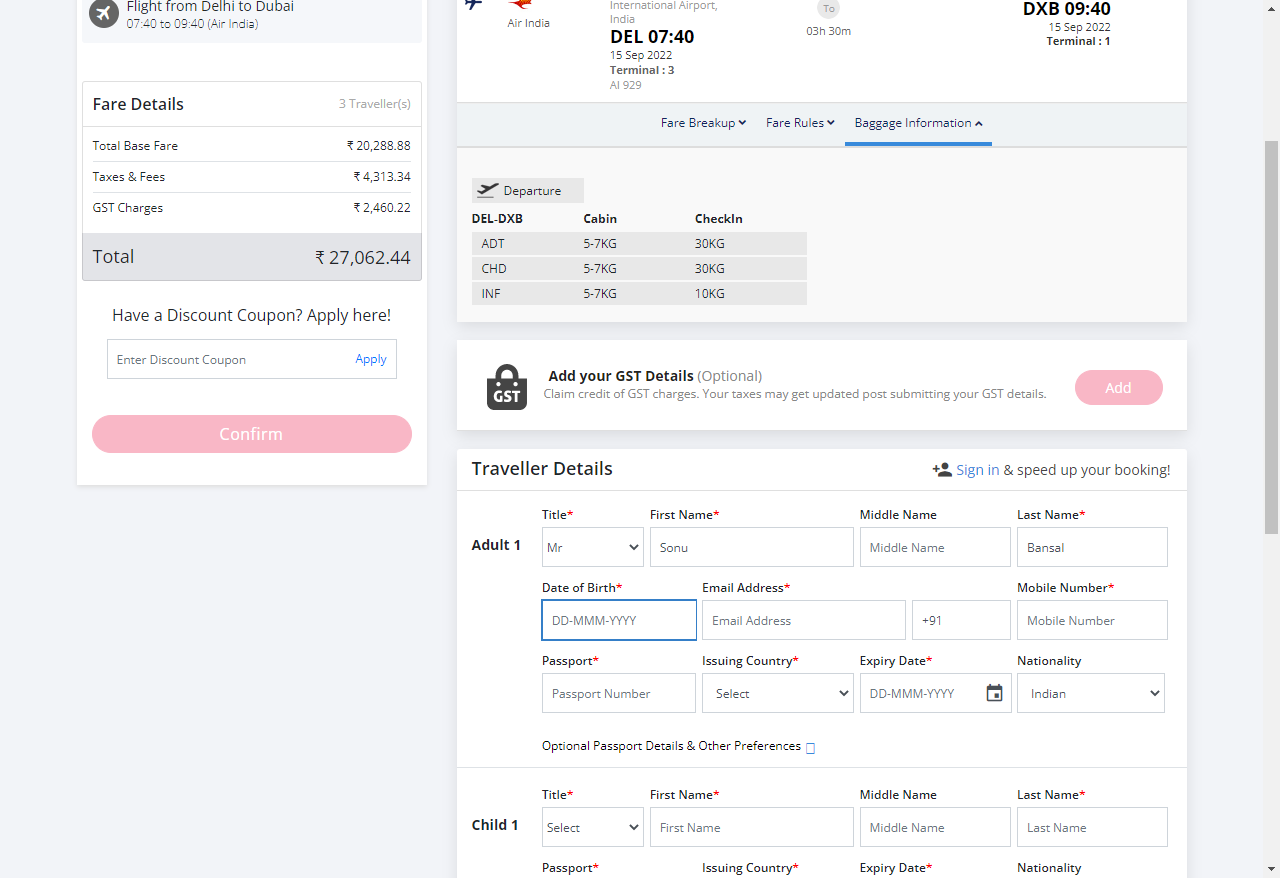 Flight from Delhi to Dubai
07:40 to 09:40 (Air India)
Fare Details 3 Traveller(s)
Total Base Fare ₹ 20,288.88
Taxes & Fees ₹ 4,313.34
GST Charges ₹ 2,460.22
Total ₹ 27,062.44
Have a Discount Coupon? Apply here!
Enter Discount Coupon Apply
Confirm
Air India
International Airport,
India
DEL 07:40
15 Sep 2022
Terminal : 3
AI 929
To
03h 30m
DXB 09:40
15 Sep 2022
Terminal : 1
Fare Breakup Fare Rules Baggage Information
Departure
DEL-DXB Cabin CheckIn
ADT 5-7KG 30KG
CHD 5-7KG 30KG
INF 5-7KG 10KG
GST
Add your GST Details (Optional)
Claim credit of GST charges. Your taxes may get updated post submitting your GST details.
Add
Traveller Details Sign in & speed up your booking!
Title* First Name* Middle Name Last Name*
Adult 1 Mr Sonu Middle Name Bansal
Date of Birth* Email Address* Mobile Number*
DD-MMM-YYYY Email Address +91 Mobile Number
Passport* Issuing Country* Expiry Date* Nationality
Passport Number Select DD-MMM-YYYY Indian
Optional Passport Details & Other Preferences
Title* First Name* Middle Name Last Name*
Child 1 Select First Name Middle Name Last Name
Passport* Issuing Country* Expiry Date* Nationality